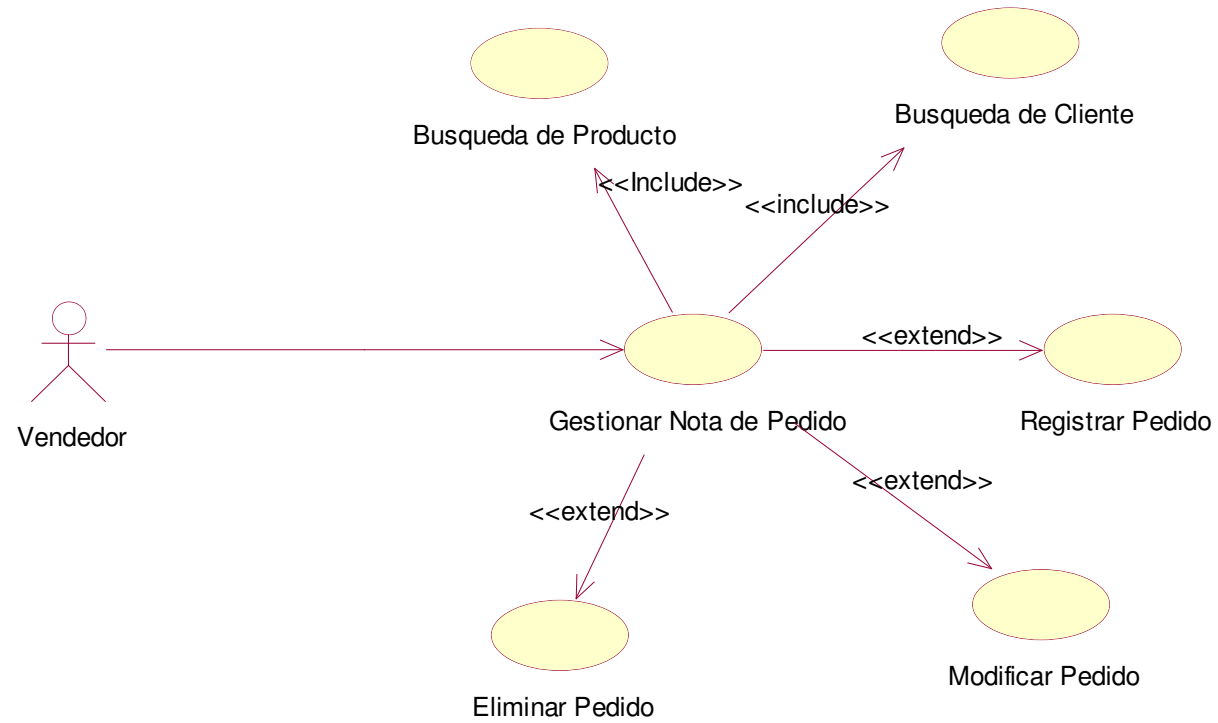 Busqueda de Cliente
Busqueda de Producto
<<Include>>
<<include>>
<<extend>>
Gestionar Nota de Pedido
Registrar Pedido
Vendedor
<<extend>>
<<extend>>
Modificar Pedido
Eliminar Pedido